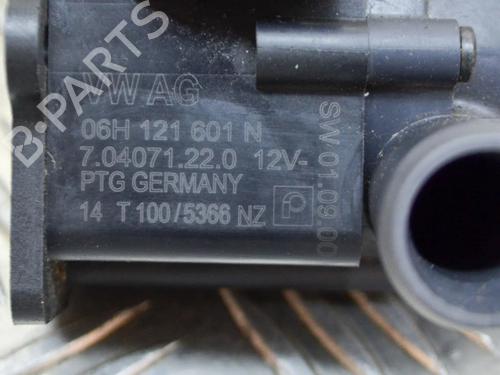 B-PARTS
VW AG
06H 121 601 N
7.04071.22.0 12V-
PTG GERMANY
14 T 100/5366 NZ
SW 01.09.00